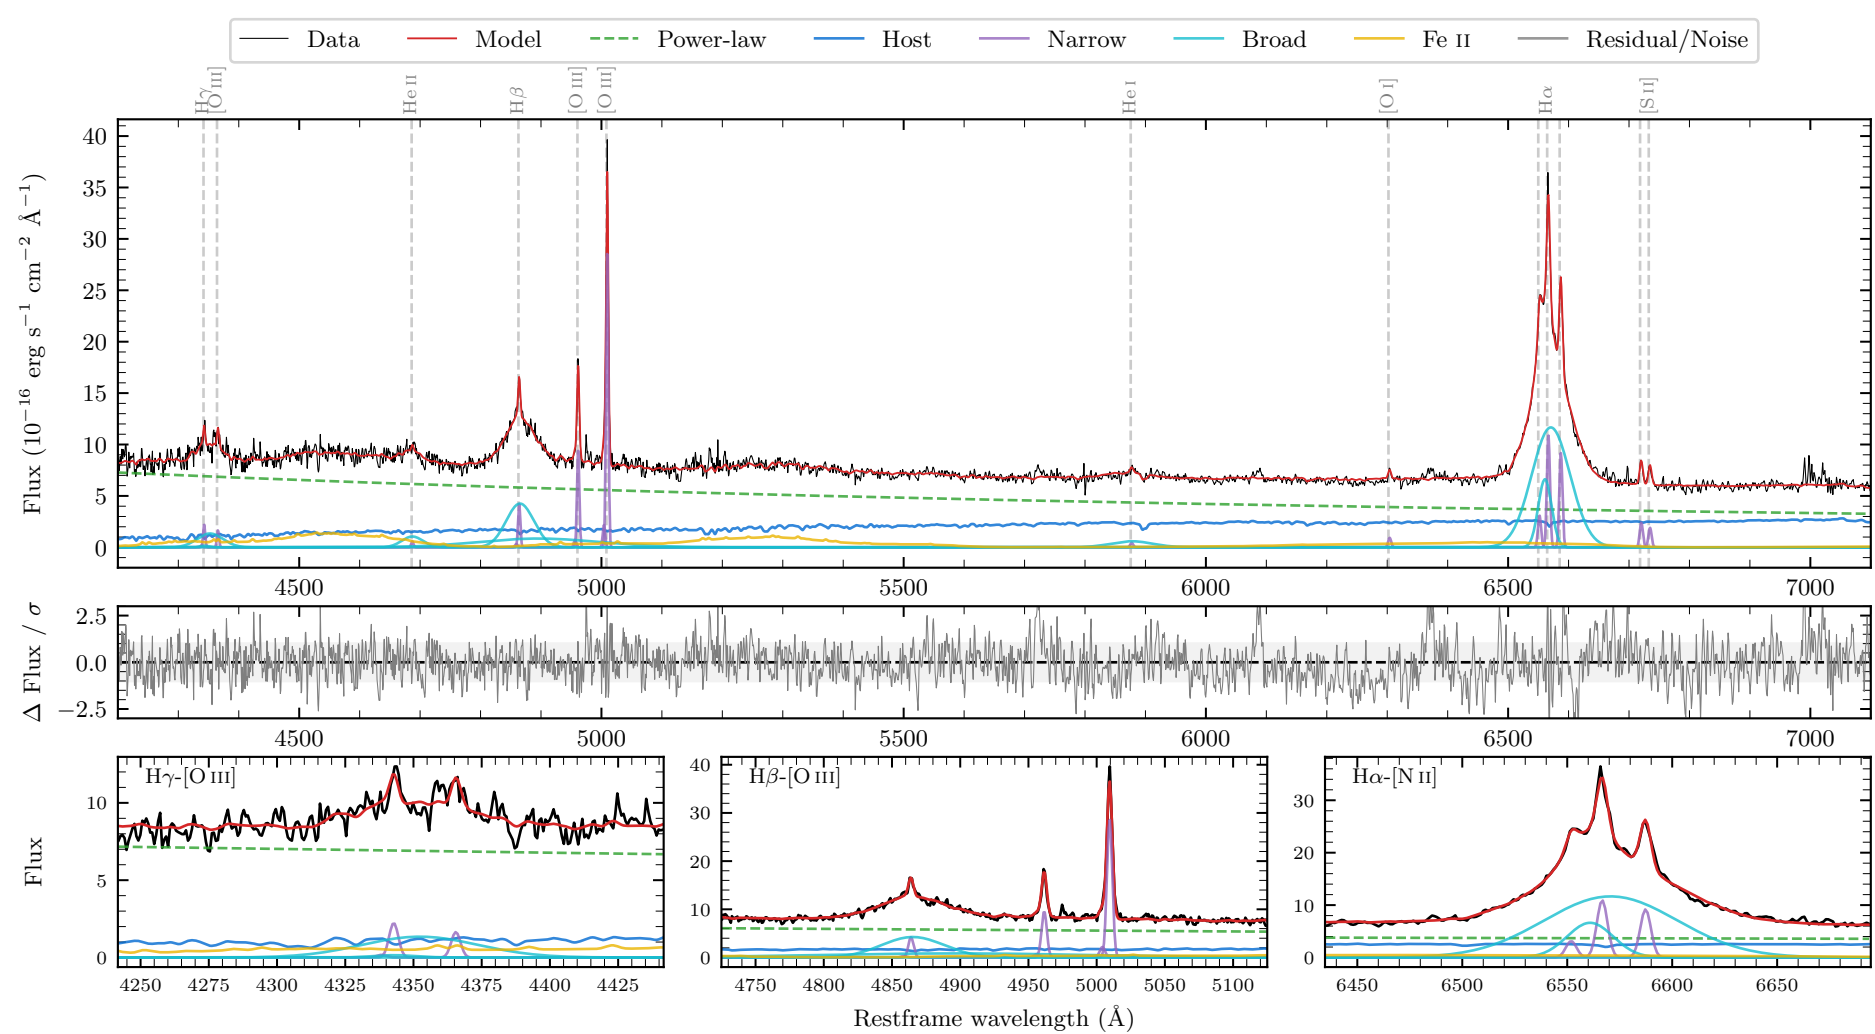 Data Model Power-law Host Narrow Broad Fe II Residual/Noise
Hγ [O III] He II Hβ [O III] [O III] He I [O I] Hα [S II]
Flux (10⁻¹⁶ erg s⁻¹ cm⁻² Å⁻¹)
40
35
30
25
20
15
10
5
0
4500 5000 5500 6000 6500 7000
Δ Flux / σ
2.5
0.0
−2.5
4500 5000 5500 6000 6500 7000
Flux
Hγ-[O III]
10
5
0
4250 4275 4300 4325 4350 4375 4400 4425
Hβ-[O III]
40
30
20
10
0
4750 4800 4850 4900 4950 5000 5050 5100
Hα-[N II]
30
20
10
0
6450 6500 6550 6600 6650
Restframe wavelength (Å)